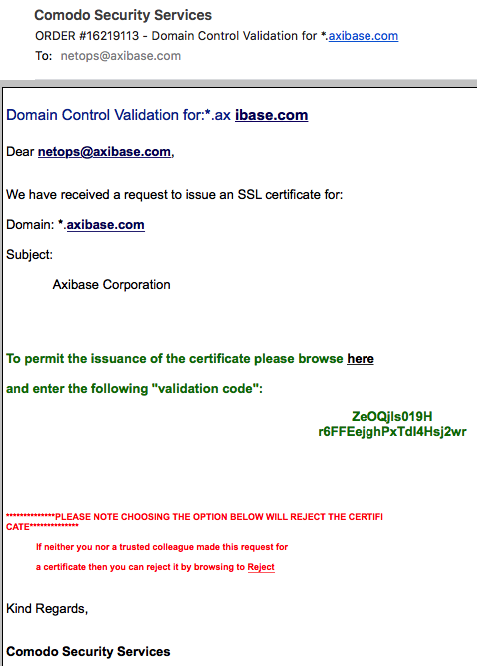 Comodo Security Services
ORDER #16219113 - Domain Control Validation for *.axibase.com
To: netops@axibase.com
Domain Control Validation for:*.ax ibase.com
Dear netops@axibase.com,
We have received a request to issue an SSL certificate for:
Domain: *.axibase.com
Subject:
Axibase Corporation
To permit the issuance of the certificate please browse here
and enter the following "validation code":
ZeOQjIs019H
r6FFEejghPxTdI4Hsj2wr
**************PLEASE NOTE CHOOSING THE OPTION BELOW WILL REJECT THE CERTIFI
CATE**************
If neither you nor a trusted colleague made this request for
a certificate then you can reject it by browsing to Reject
Kind Regards,
Comodo Security Services